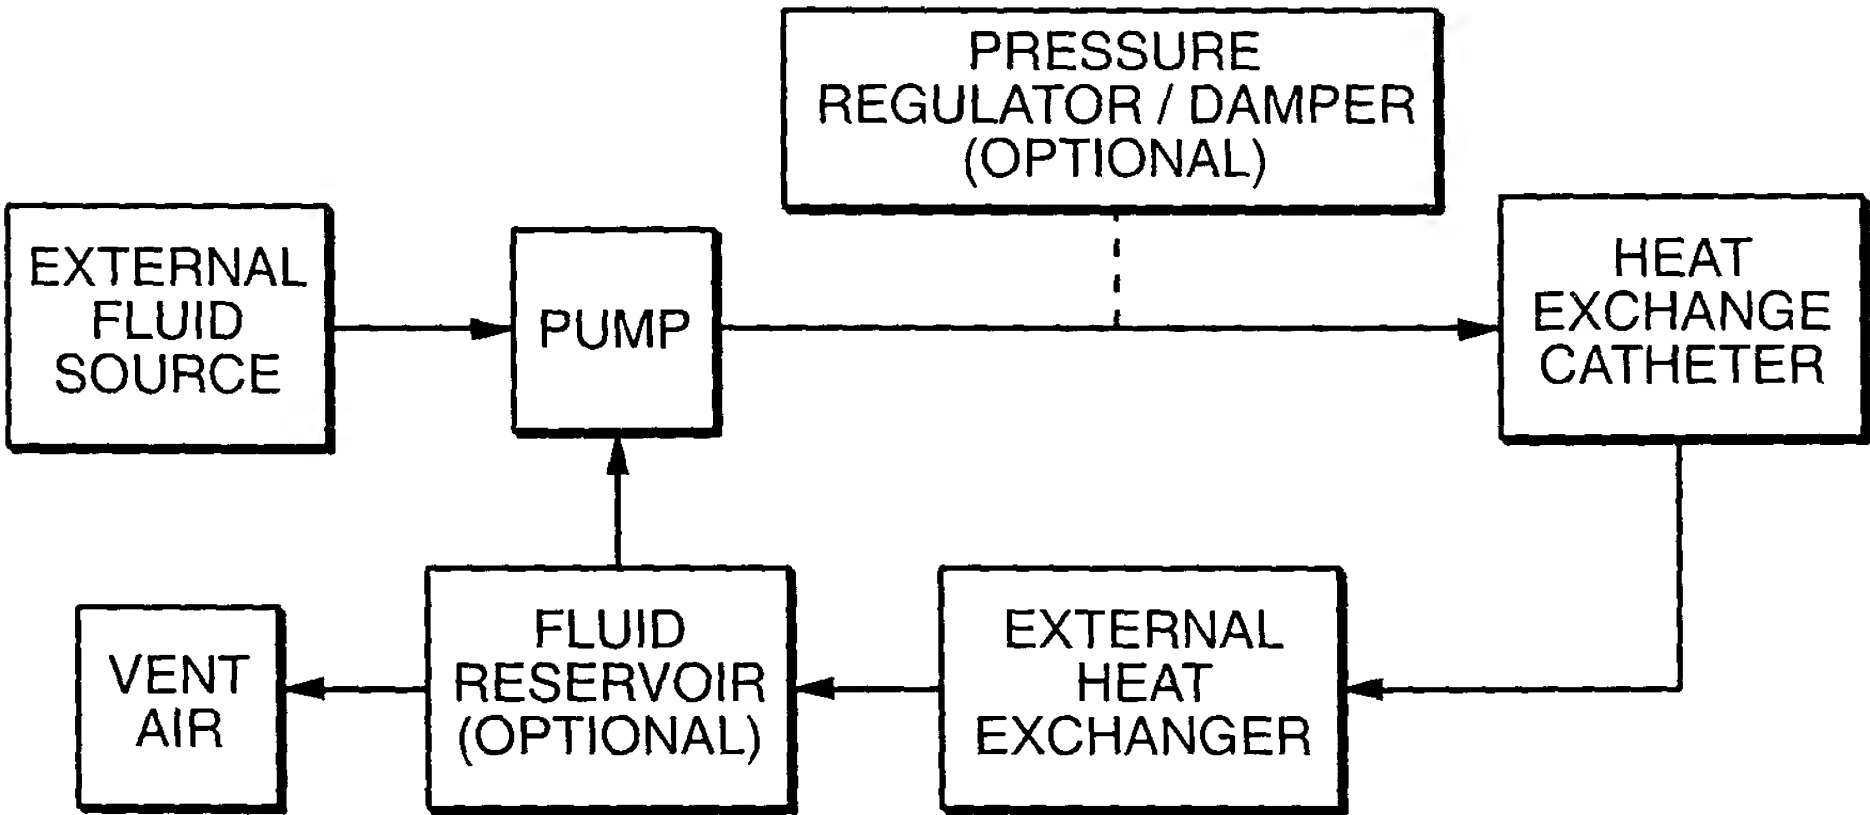 PRESSURE
REGULATOR / DAMPER
(OPTIONAL)
EXTERNAL
FLUID
SOURCE
PUMP
HEAT
EXCHANGE
CATHETER
VENT
AIR
FLUID
RESERVOIR
(OPTIONAL)
EXTERNAL
HEAT
EXCHANGER